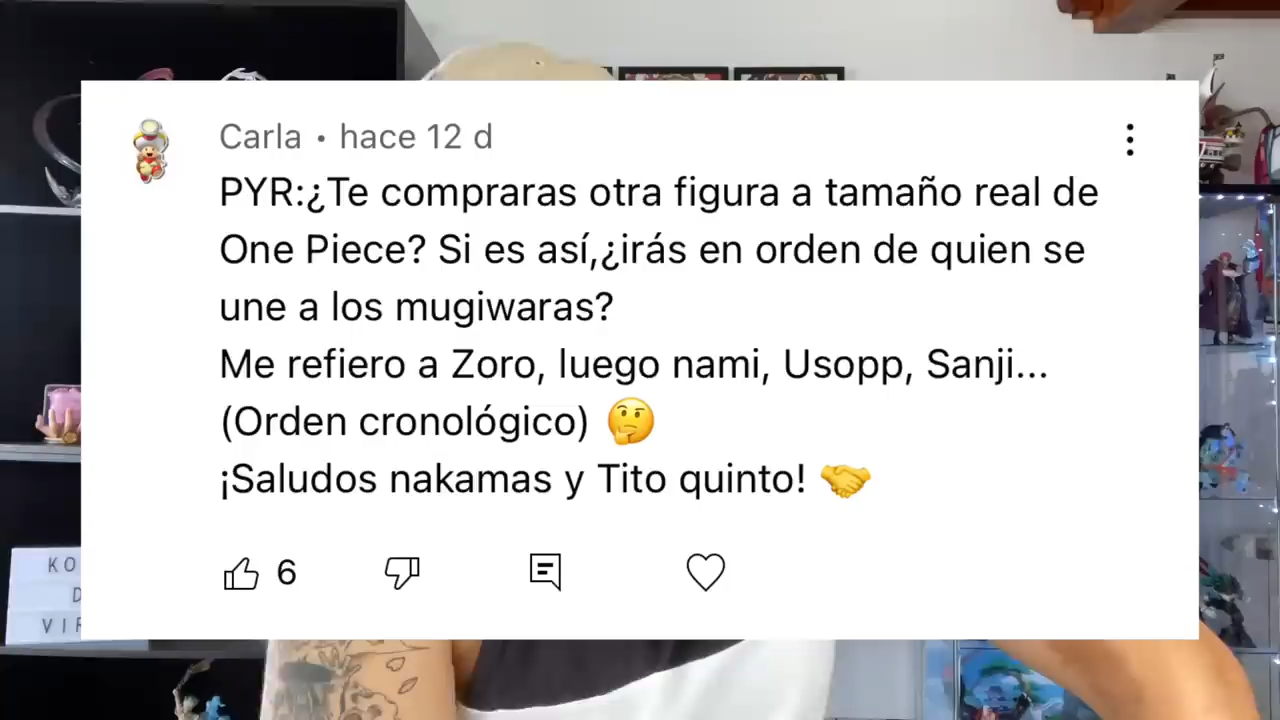 Carla • hace 12 d
PYR:¿Te compraras otra figura a tamaño real de
One Piece? Si es así,¿irás en orden de quien se
une a los mugiwaras?
Me refiero a Zoro, luego nami, Usopp, Sanji...
(Orden cronológico) 🤔
¡Saludos nakamas y Tito quinto! 🤝
6
KO
D
VIR